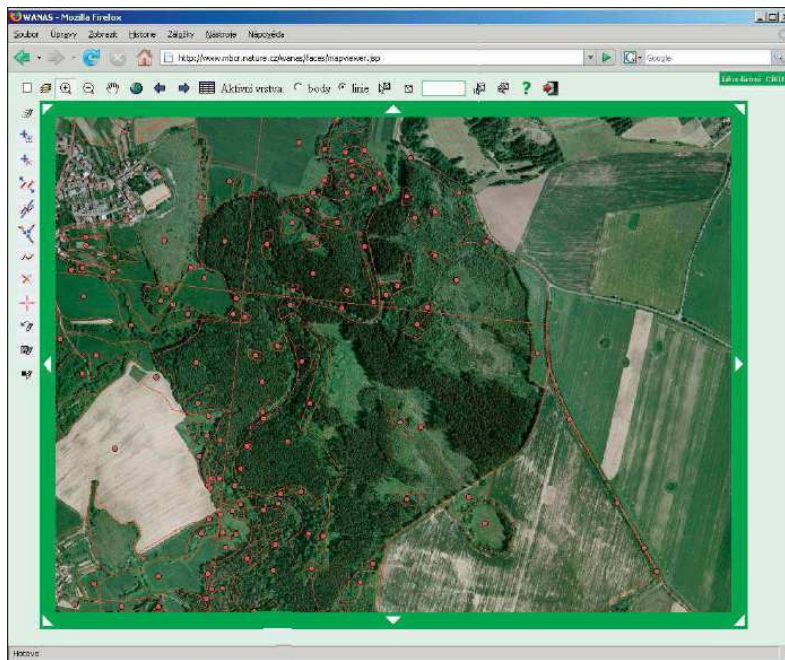 WANAS - Mozilla Firefox
Soubor Úpravy Zobrazit Historie Záložky Nástroje Nápověda
http://www.mbcr.nature.cz/wanas/faces/mapviewer.jsp
Google
Aktivní vrstva body linie
Hotovo